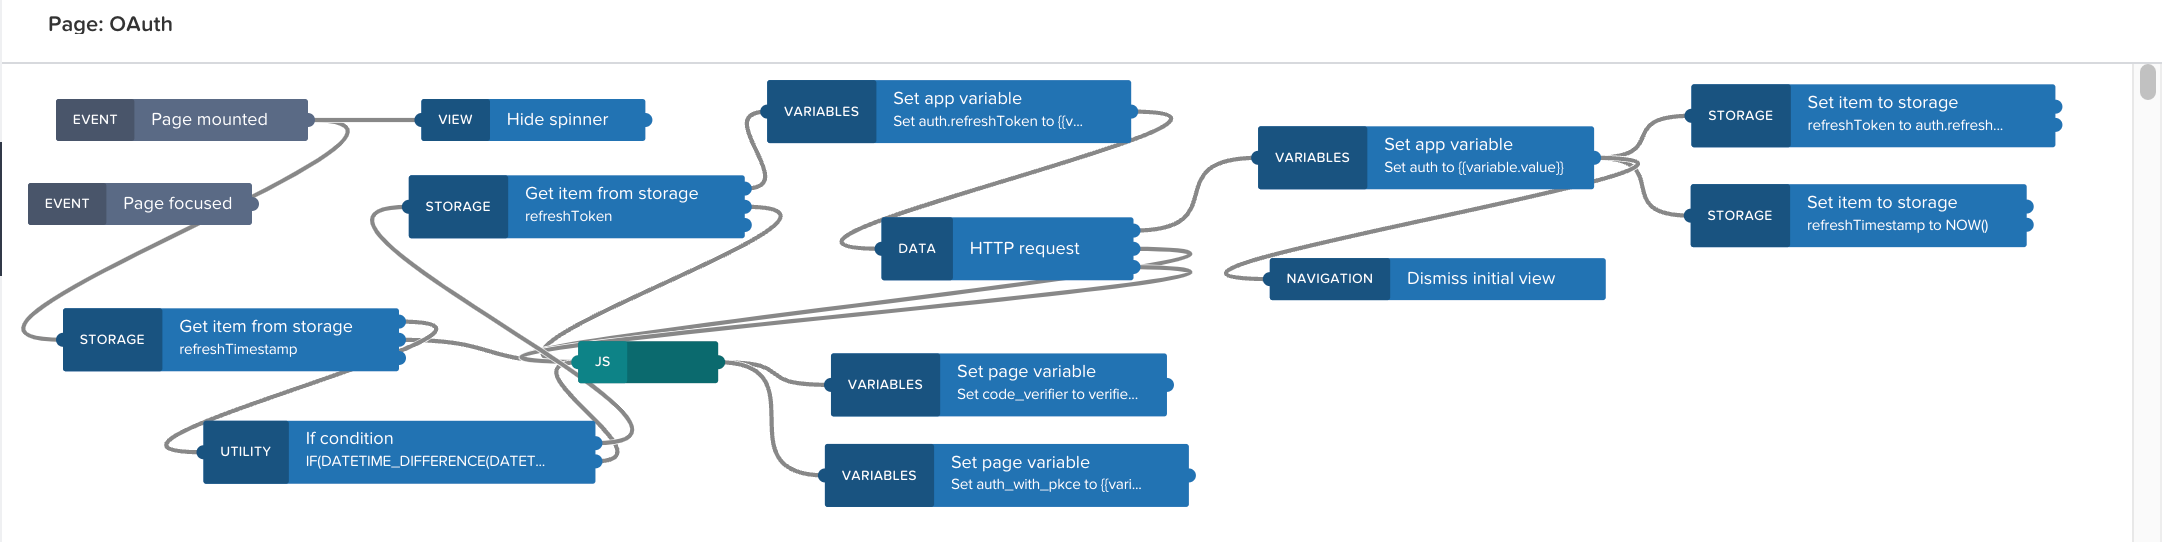 Page: OAuth
EVENT
Page mounted
VIEW
Hide spinner
VARIABLES
Set app variable
Set auth.refreshToken to {{v...
STORAGE
Set item to storage
refreshToken to auth.refresh...
VARIABLES
Set app variable
Set auth to {{variable.value}}
EVENT
Page focused
STORAGE
Get item from storage
refreshToken
STORAGE
Set item to storage
refreshTimestamp to NOW()
DATA
HTTP request
NAVIGATION
Dismiss initial view
STORAGE
Get item from storage
refreshTimestamp
JS
VARIABLES
Set page variable
Set code_verifier to verifie...
UTILITY
If condition
IF(DATETIME_DIFFERENCE(DATET...
VARIABLES
Set page variable
Set auth_with_pkce to {{vari...